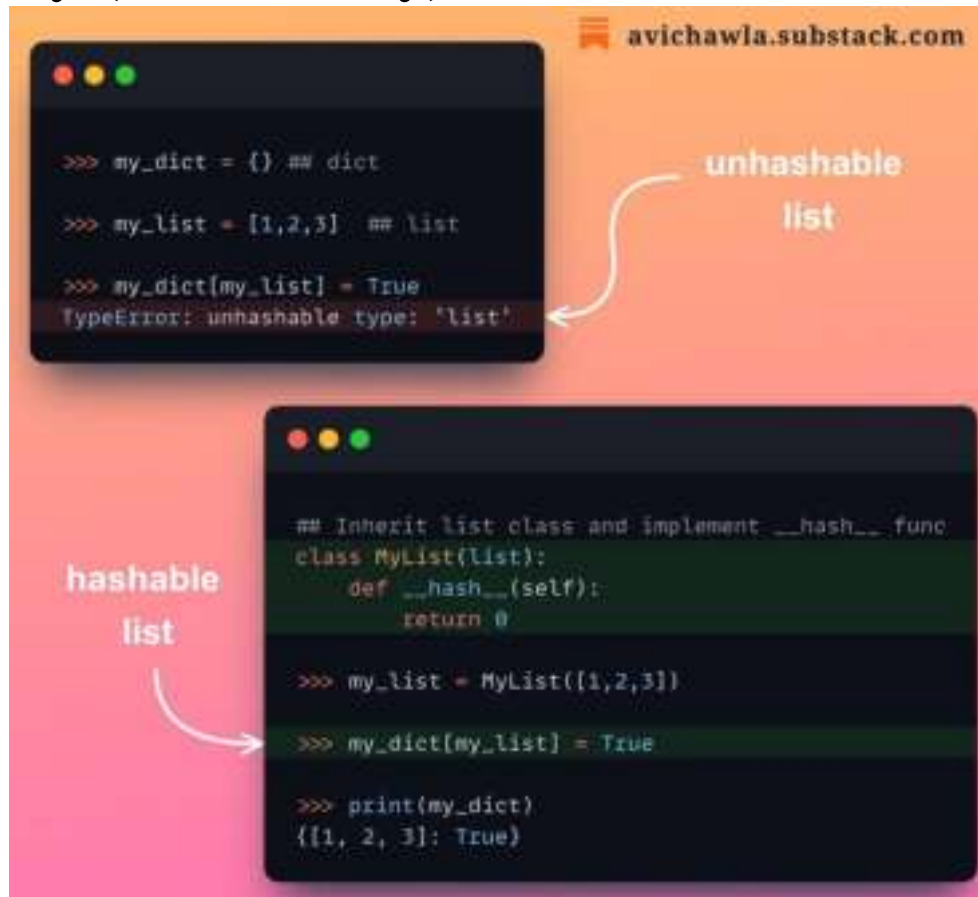 avichawla.substack.com
>>> my_dict = {} ## dict
>>> my_list = [1,2,3]  ## list
>>> my_dict[my_list] = True
TypeError: unhashable type: 'list'
unhashable
list
## Inherit list class and implement __hash__ func
class MyList(list):
    def __hash__(self):
        return 0
hashable
list
>>> my_list = MyList([1,2,3])
>>> my_dict[my_list] = True
>>> print(my_dict)
{[1, 2, 3]: True}